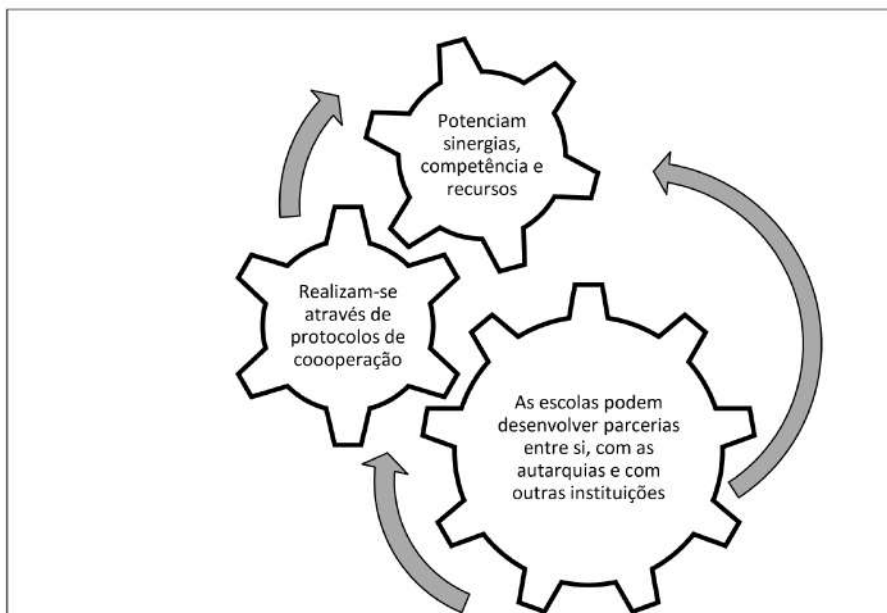 Potenciam
sinergias,
competência e
recursos
Realizam-se
através de
protocolos de
coooperação
As escolas podem
desenvolver parcerias
entre si, com as
autarquias e com
outras instituições